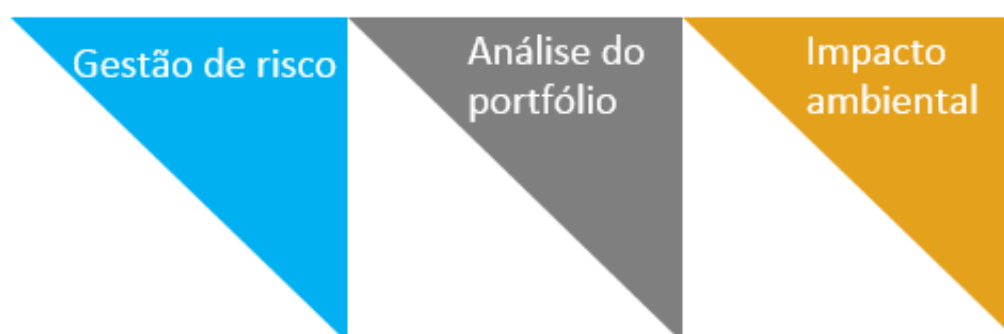 Gestão de risco
Análise do
portfólio
Impacto
ambiental